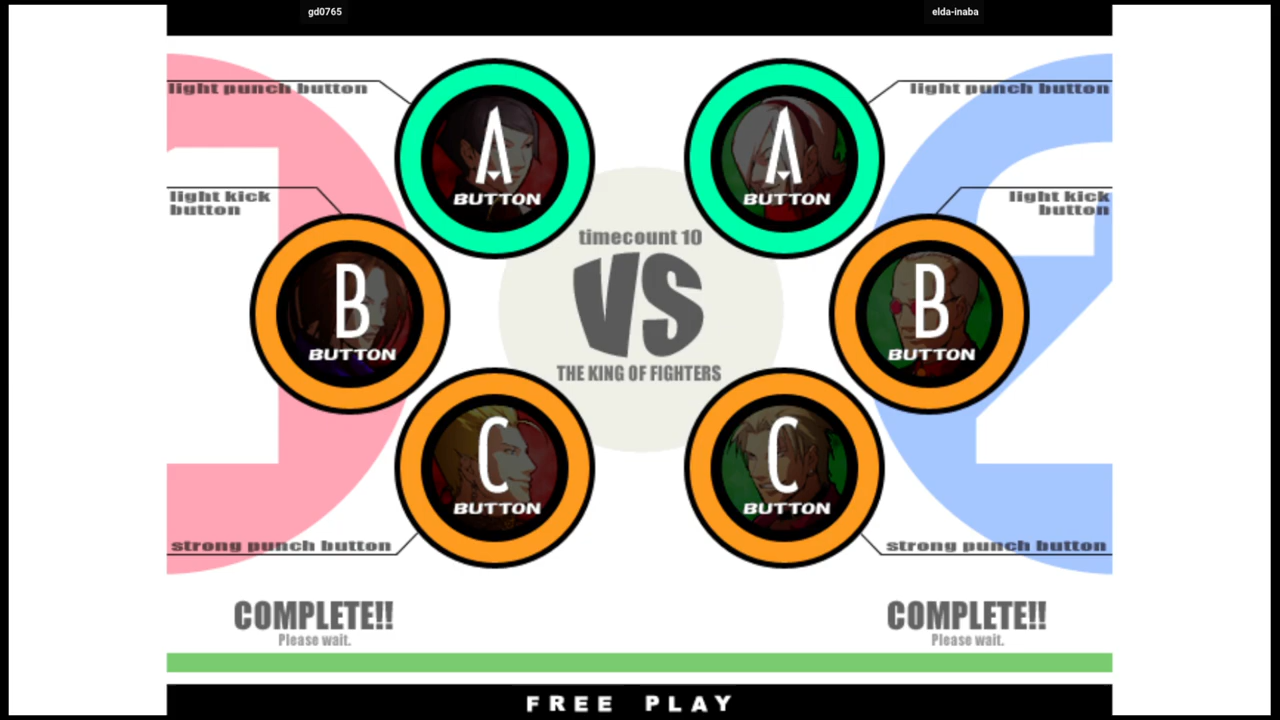 gd0765
elda-inaba
light punch button
light punch button
A
BUTTON
A
BUTTON
light kick
button
light kick
button
1
2
timecount 10
VS
THE KING OF FIGHTERS
B
BUTTON
B
BUTTON
C
BUTTON
C
BUTTON
strong punch button
strong punch button
COMPLETE!!
Please wait.
COMPLETE!!
Please wait.
FREE PLAY